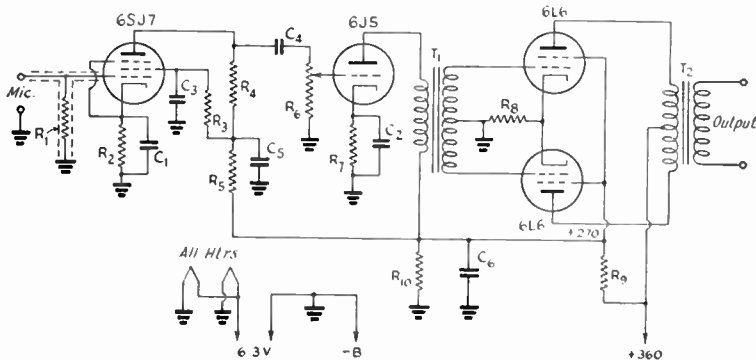 6SJ7
6J5
6L6
C4
T1
T2
C3
R3
R4
R6
R8
Mic.
R1
R2
C1
C5
R7
C2
Output
R5
6L6
+270
All Htrs
R10
C6
R9
6 3V
-B
+360